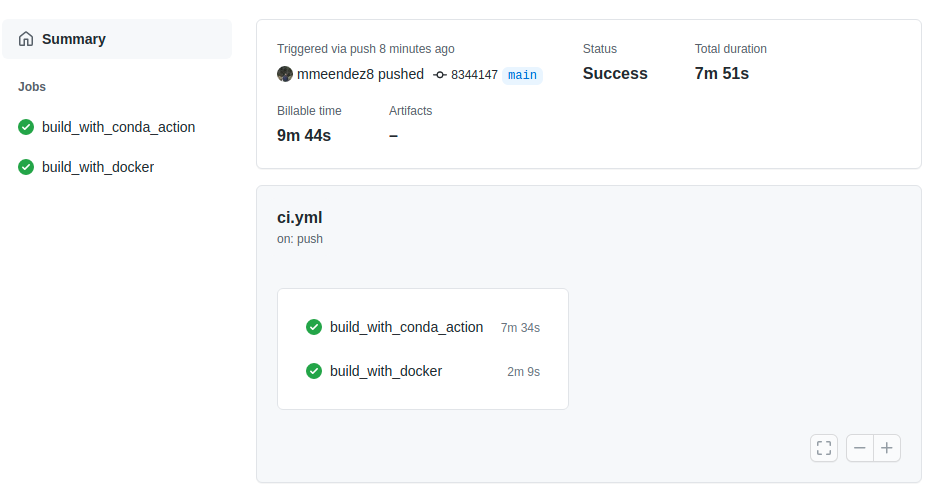 Summary
Jobs
build_with_conda_action
build_with_docker
Triggered via push 8 minutes ago
mmeendez8 pushed 8344147 main
Status
Success
Total duration
7m 51s
Billable time
9m 44s
Artifacts
–
ci.yml
on: push
build_with_conda_action 7m 34s
build_with_docker 2m 9s